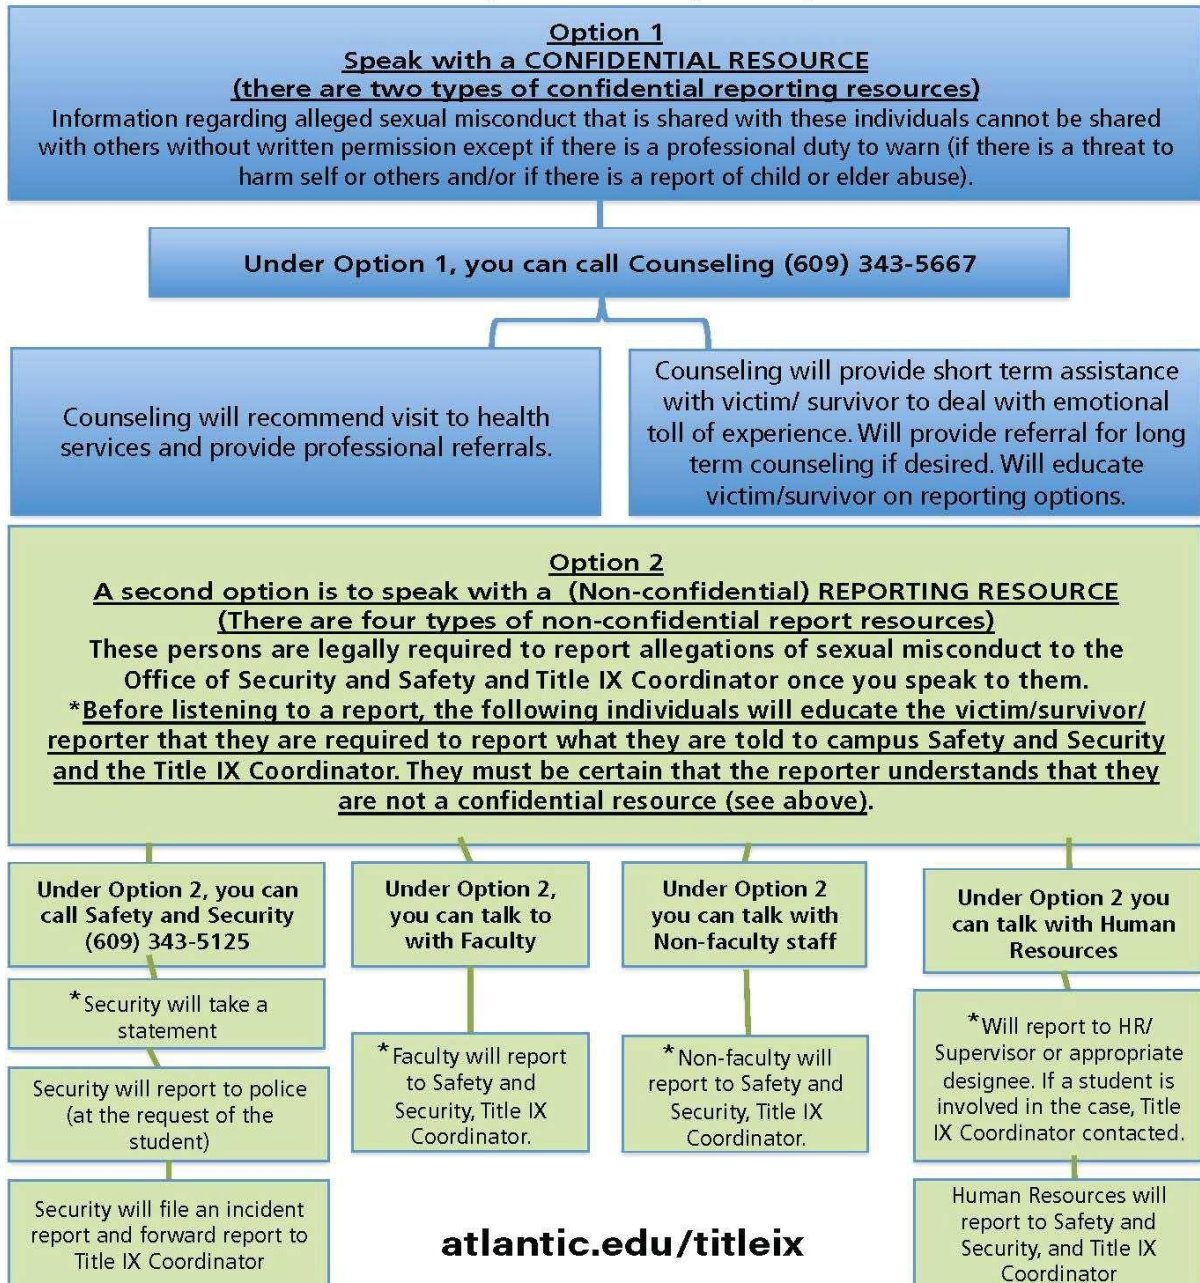 Option 1
Speak with a CONFIDENTIAL RESOURCE
(there are two types of confidential reporting resources)
Information regarding alleged sexual misconduct that is shared with these individuals cannot be shared
with others without written permission except if there is a professional duty to warn (if there is a threat to
harm self or others and/or if there is a report of child or elder abuse).
Under Option 1, you can call Counseling (609) 343-5667
Counseling will recommend visit to health
services and provide professional referrals.
Counseling will provide short term assistance
with victim/ survivor to deal with emotional
toll of experience. Will provide referral for long
term counseling if desired. Will educate
victim/survivor on reporting options.
Option 2
A second option is to speak with a (Non-confidential) REPORTING RESOURCE
(There are four types of non-confidential report resources)
These persons are legally required to report allegations of sexual misconduct to the
Office of Security and Safety and Title IX Coordinator once you speak to them.
*Before listening to a report, the following individuals will educate the victim/survivor/
reporter that they are required to report what they are told to campus Safety and Security
and the Title IX Coordinator. They must be certain that the reporter understands that they
are not a confidential resource (see above).
Under Option 2, you can
call Safety and Security
(609) 343-5125
*Security will take a
statement
Security will report to police
(at the request of the
student)
Security will file an incident
report and forward report to
Title IX Coordinator
Under Option 2,
you can talk to
with Faculty
*Faculty will report
to Safety and
Security, Title IX
Coordinator.
Under Option 2
you can talk with
Non-faculty staff
*Non-faculty will
report to Safety and
Security, Title IX
Coordinator.
Under Option 2 you
can talk with Human
Resources
*Will report to HR/
Supervisor or appropriate
designee. If a student is
involved in the case, Title
IX Coordinator contacted.
Human Resources will
report to Safety and
Security, and Title IX
Coordinator
atlantic.edu/titleix